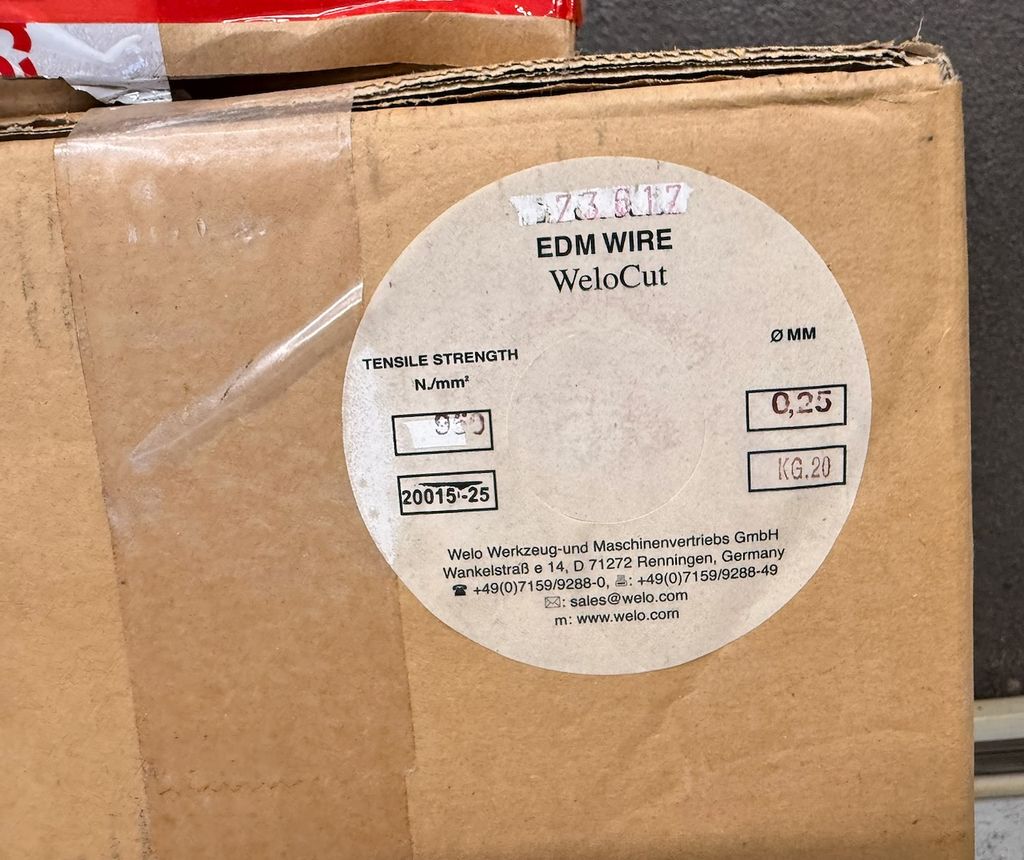 73617
EDM WIRE
WeloCut
TENSILE STRENGTH
N./mm²
Ø MM
0,25
20015-25
KG.20
Welo Werkzeug-und Maschinenvertriebs GmbH
Wankelstraß e 14, D 71272 Renningen, Germany
☎ +49(0)7159/9288-0, 🖷: +49(0)7159/9288-49
✉: sales@welo.com
m: www.welo.com